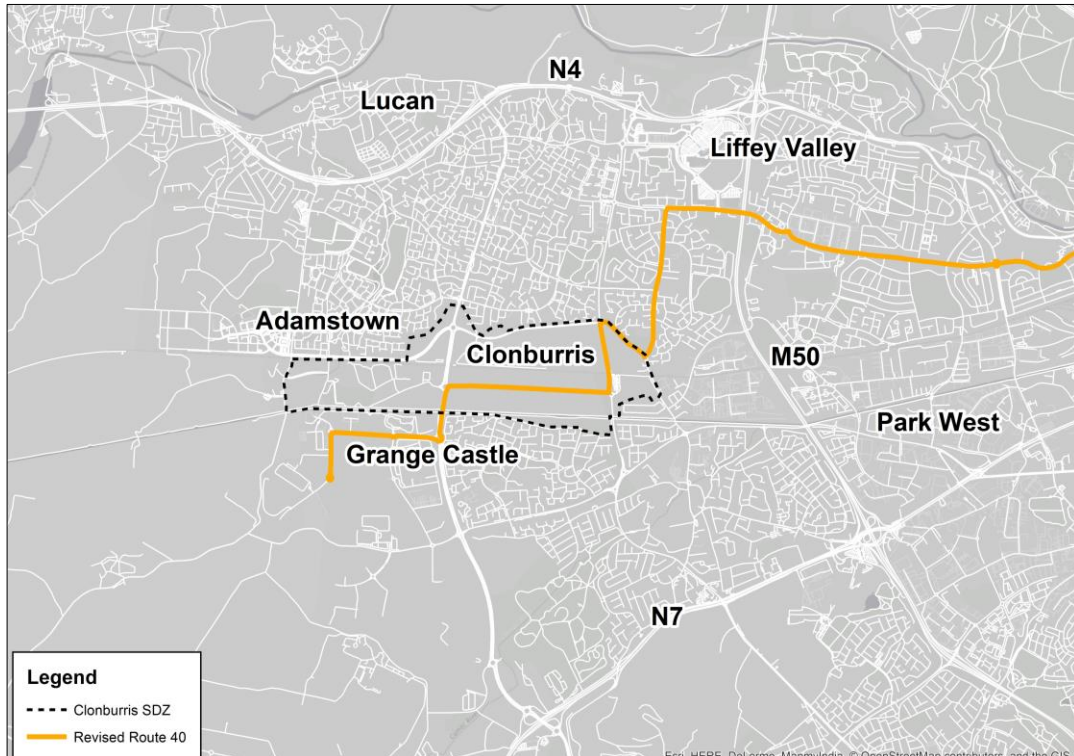 N4
Lucan
Liffey Valley
Adamstown
Clonburris
M50
Park West
Grange Castle
N7
Legend
Clonburris SDZ
Revised Route 40
Esri, HERE, DeLorme, MapmyIndia, © OpenStreetMap contributors, and the GIS